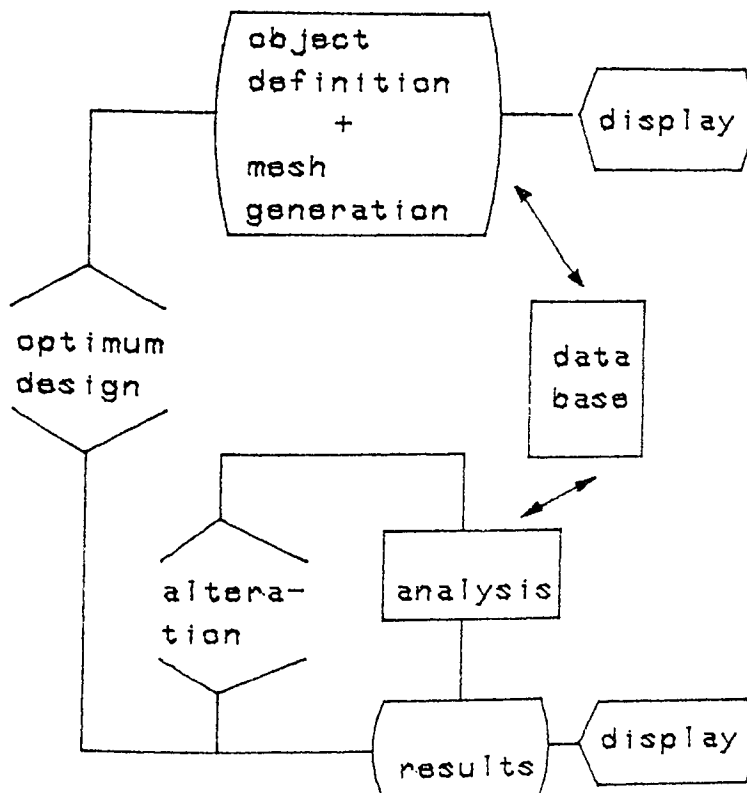 object
definition
+
mesh
generation
display
optimum
design
data
base
altera-
tion
analysis
results
display